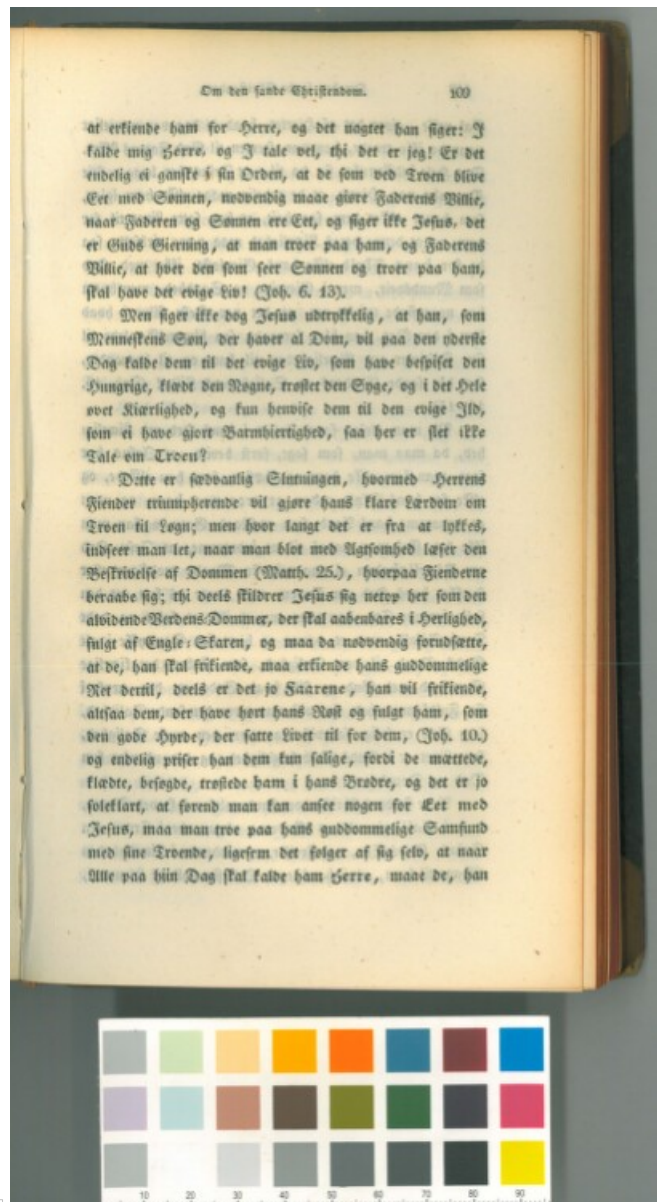 Om den sande Christendom. 109
at erkiende ham for Herre, og det uagtet han siger: I
kalde mig Herre, og I tale vel, thi det er jeg! Er det
endelig ei ganske i sin Orden, at de som ved Troen blive
Eet med Sønnen, nødvendig maae giøre Faderens Villie,
naar Faderen og Sønnen ere Eet, og siger ikke Jesus, det
er Guds Gierning, at man troer paa ham, og Faderens
Villie, at hver den som seer Sønnen og troer paa ham,
skal have det evige Liv! (Joh. 6. 13).
Men siger ikke dog Jesus udtrykkelig, at han, som
Menneskens Søn, der haver al Dom, vil paa den yderste
Dag kalde dem til det evige Liv, som have bespiset den
Hungrige, klædt den Nøgne, trøstet den Syge, og i det Hele
øvet Kiærlighed, og kun henvise dem til den evige Ild,
som ei have giort Barmhiertighed, saa her er slet ikke
Tale om Troen?
Dette er sædvanlig Slutningen, hvormed Herrens
Fiender triumpherende vil giøre hans klare Lærdom om
Troen til Løgn; men hvor langt det er fra at lykkes,
indseer man let, naar man blot med Agtsomhed læser den
Beskrivelse af Dommen (Matth. 25.), hvorpaa Fienderne
beraabe sig; thi deels skildrer Jesus sig netop her som den
alvidende Verdens Dommer, der skal aabenbares i Herlighed,
fulgt af Engle-Skaren, og maa da nødvendig forudsætte,
at de, han skal frikiende, maa erkiende hans guddommelige
Ret dertil, deels er det jo Faarene, han vil frikiende,
altsaa dem, der have hørt hans Røst og fulgt ham, som
den gode Hyrde, der satte Livet til for dem, (Joh. 10.)
og endelig priser han dem kun salige, fordi de mættede,
klædte, besøgde, trøstede ham i hans Brødre, og det er jo
soleklart, at førend man kan ansee nogen for Eet med
Jesus, maa man troe paa hans guddommelige Samfund
med sine Troende, ligesom det følger af sig selv, at naar
Alle paa hiin Dag skal kalde ham Herre, maae de, han
10 20 30 40 50 60 70 80 90